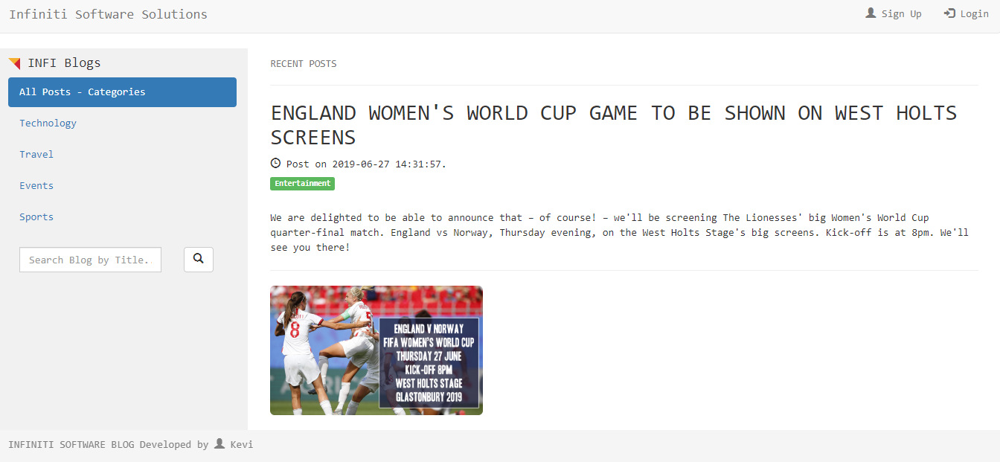 Infiniti Software Solutions
Sign Up
Login
INFI Blogs
All Posts - Categories
Technology
Travel
Events
Sports
Search Blog by Title.
RECENT POSTS
ENGLAND WOMEN'S WORLD CUP GAME TO BE SHOWN ON WEST HOLTS
SCREENS
Post on 2019-06-27 14:31:57.
Entertainment
We are delighted to be able to announce that – of course! – we'll be screening The Lionesses' big Women's World Cup
quarter-final match. England vs Norway, Thursday evening, on the West Holts Stage's big screens. Kick-off is at 8pm. We'll
see you there!
8
5
ENGLAND V NORWAY
FIFA WOMEN'S WORLD CUP
THURSDAY 27 JUNE
KICK-OFF 8PM
WEST HOLTS STAGE
GLASTONBURY 2019
INFINITI SOFTWARE BLOG Developed by Kevi